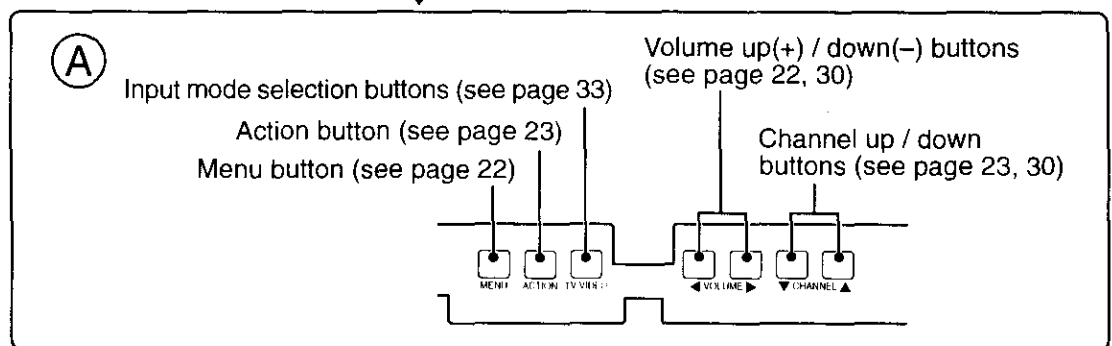 A
Volume up(+) / down(–) buttons
(see page 22, 30)
Input mode selection buttons (see page 33)
Action button (see page 23)
Channel up / down
buttons (see page 23, 30)
Menu button (see page 22)
MENU ACTION TV/VIDEO ◀ VOLUME ▶ ▼ CHANNEL ▲